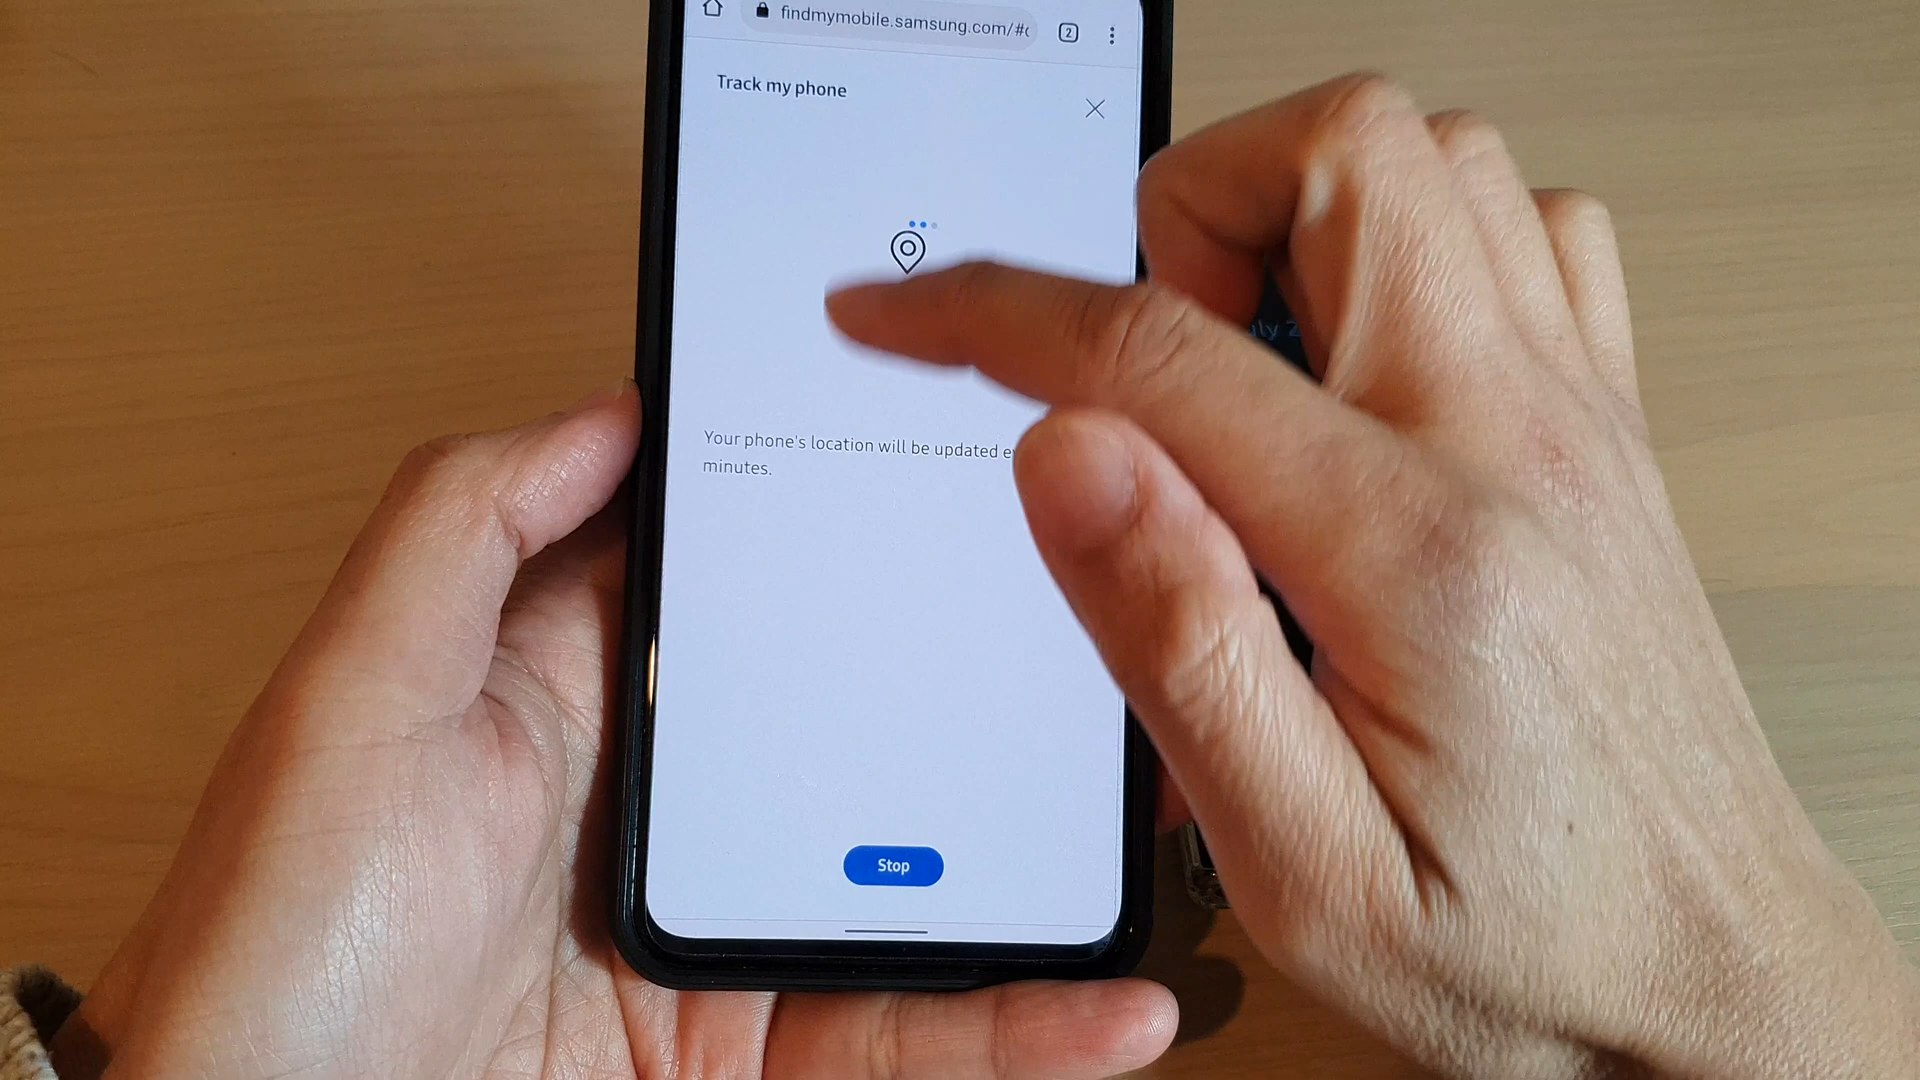 findmymobile.samsung.com/#
2
Track my phone
Your phone's location will be updated
minutes.
Stop